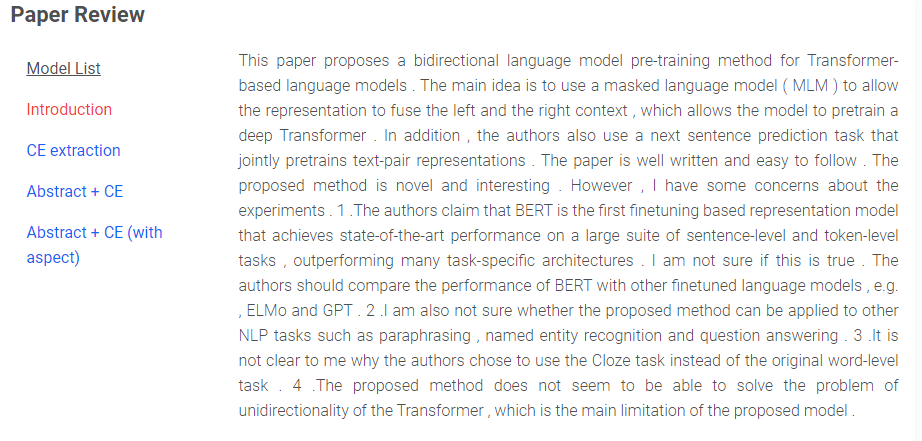 Paper Review
Model List
Introduction
CE extraction
Abstract + CE
Abstract + CE (with
aspect)
This paper proposes a bidirectional language model pre-training method for Transformer-
based language models . The main idea is to use a masked language model ( MLM ) to allow
the representation to fuse the left and the right context , which allows the model to pretrain a
deep Transformer . In addition , the authors also use a next sentence prediction task that
jointly pretrains text-pair representations . The paper is well written and easy to follow . The
proposed method is novel and interesting . However , I have some concerns about the
experiments . 1 .The authors claim that BERT is the first finetuning based representation model
that achieves state-of-the-art performance on a large suite of sentence-level and token-level
tasks , outperforming many task-specific architectures . I am not sure if this is true . The
authors should compare the performance of BERT with other finetuned language models , e.g.
, ELMo and GPT . 2 .I am also not sure whether the proposed method can be applied to other
NLP tasks such as paraphrasing , named entity recognition and question answering . 3 .It is
not clear to me why the authors chose to use the Cloze task instead of the original word-level
task . 4 .The proposed method does not seem to be able to solve the problem of
unidirectionality of the Transformer , which is the main limitation of the proposed model .